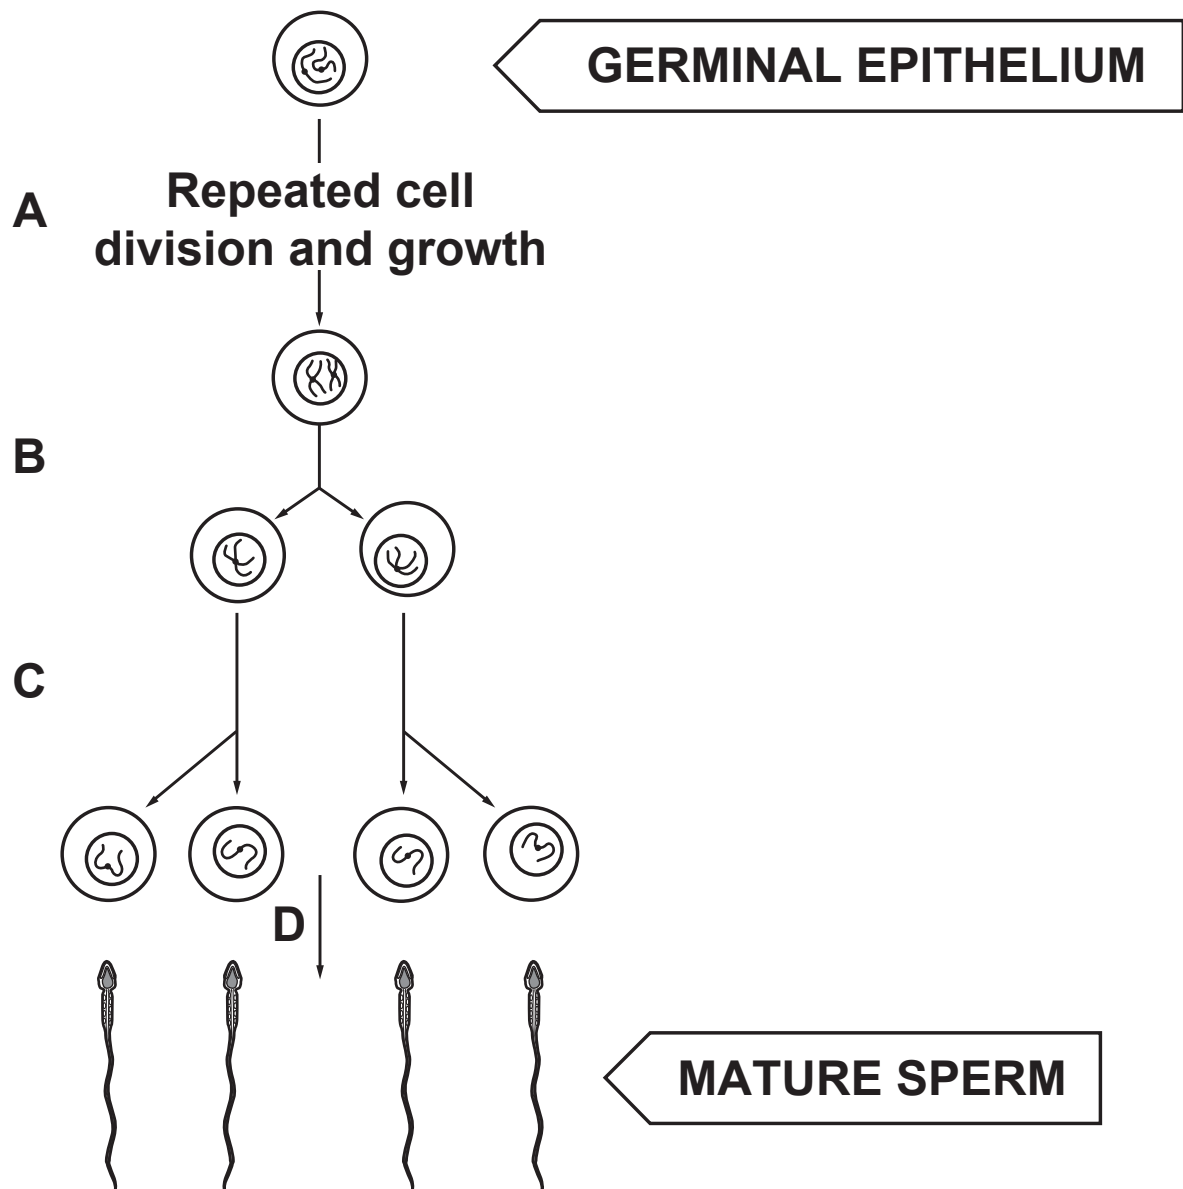 GERMINAL EPITHELIUM
A
Repeated cell
division and growth
B
C
D
MATURE SPERM